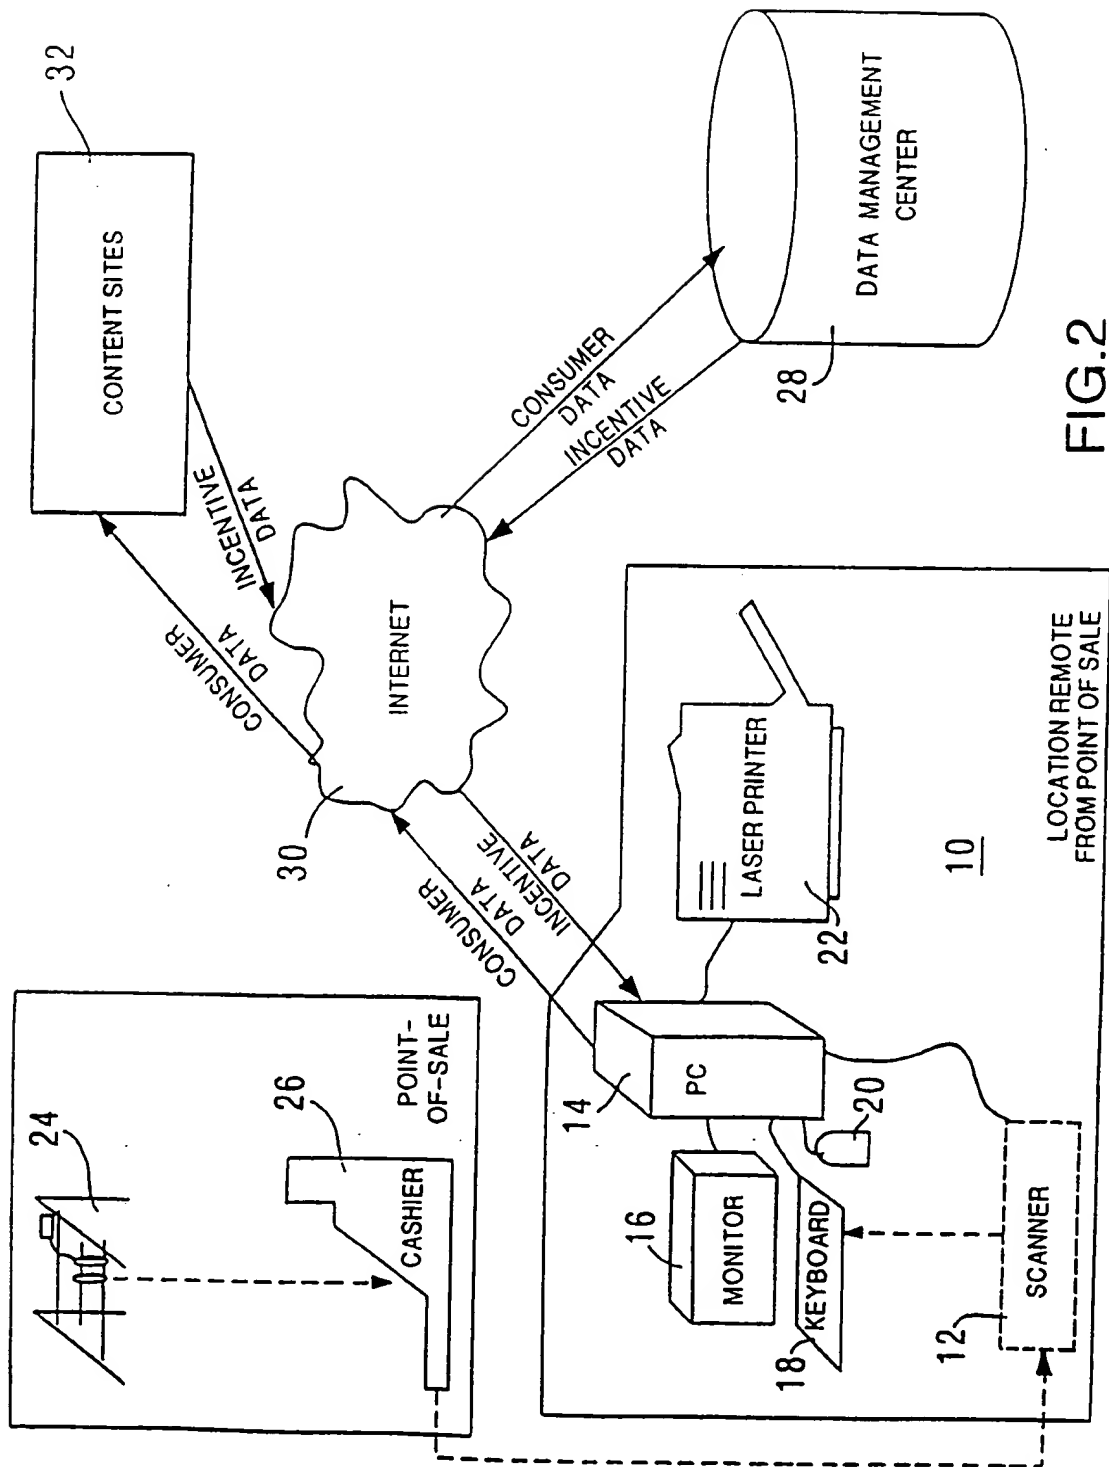 32
CONTENT SITES
CONSUMER
DATA
INCENTIVE
DATA
INTERNET
30
CONSUMER
DATA
INCENTIVE
DATA
28
DATA MANAGEMENT
CENTER
CONSUMER
DATA
INCENTIVE
DATA
24
26
CASHIER
POINT-
OF-SALE
14
PC
16
MONITOR
18
KEYBOARD
20
12
SCANNER
LASER PRINTER
22
10
LOCATION REMOTE
FROM POINT OF SALE
FIG.2